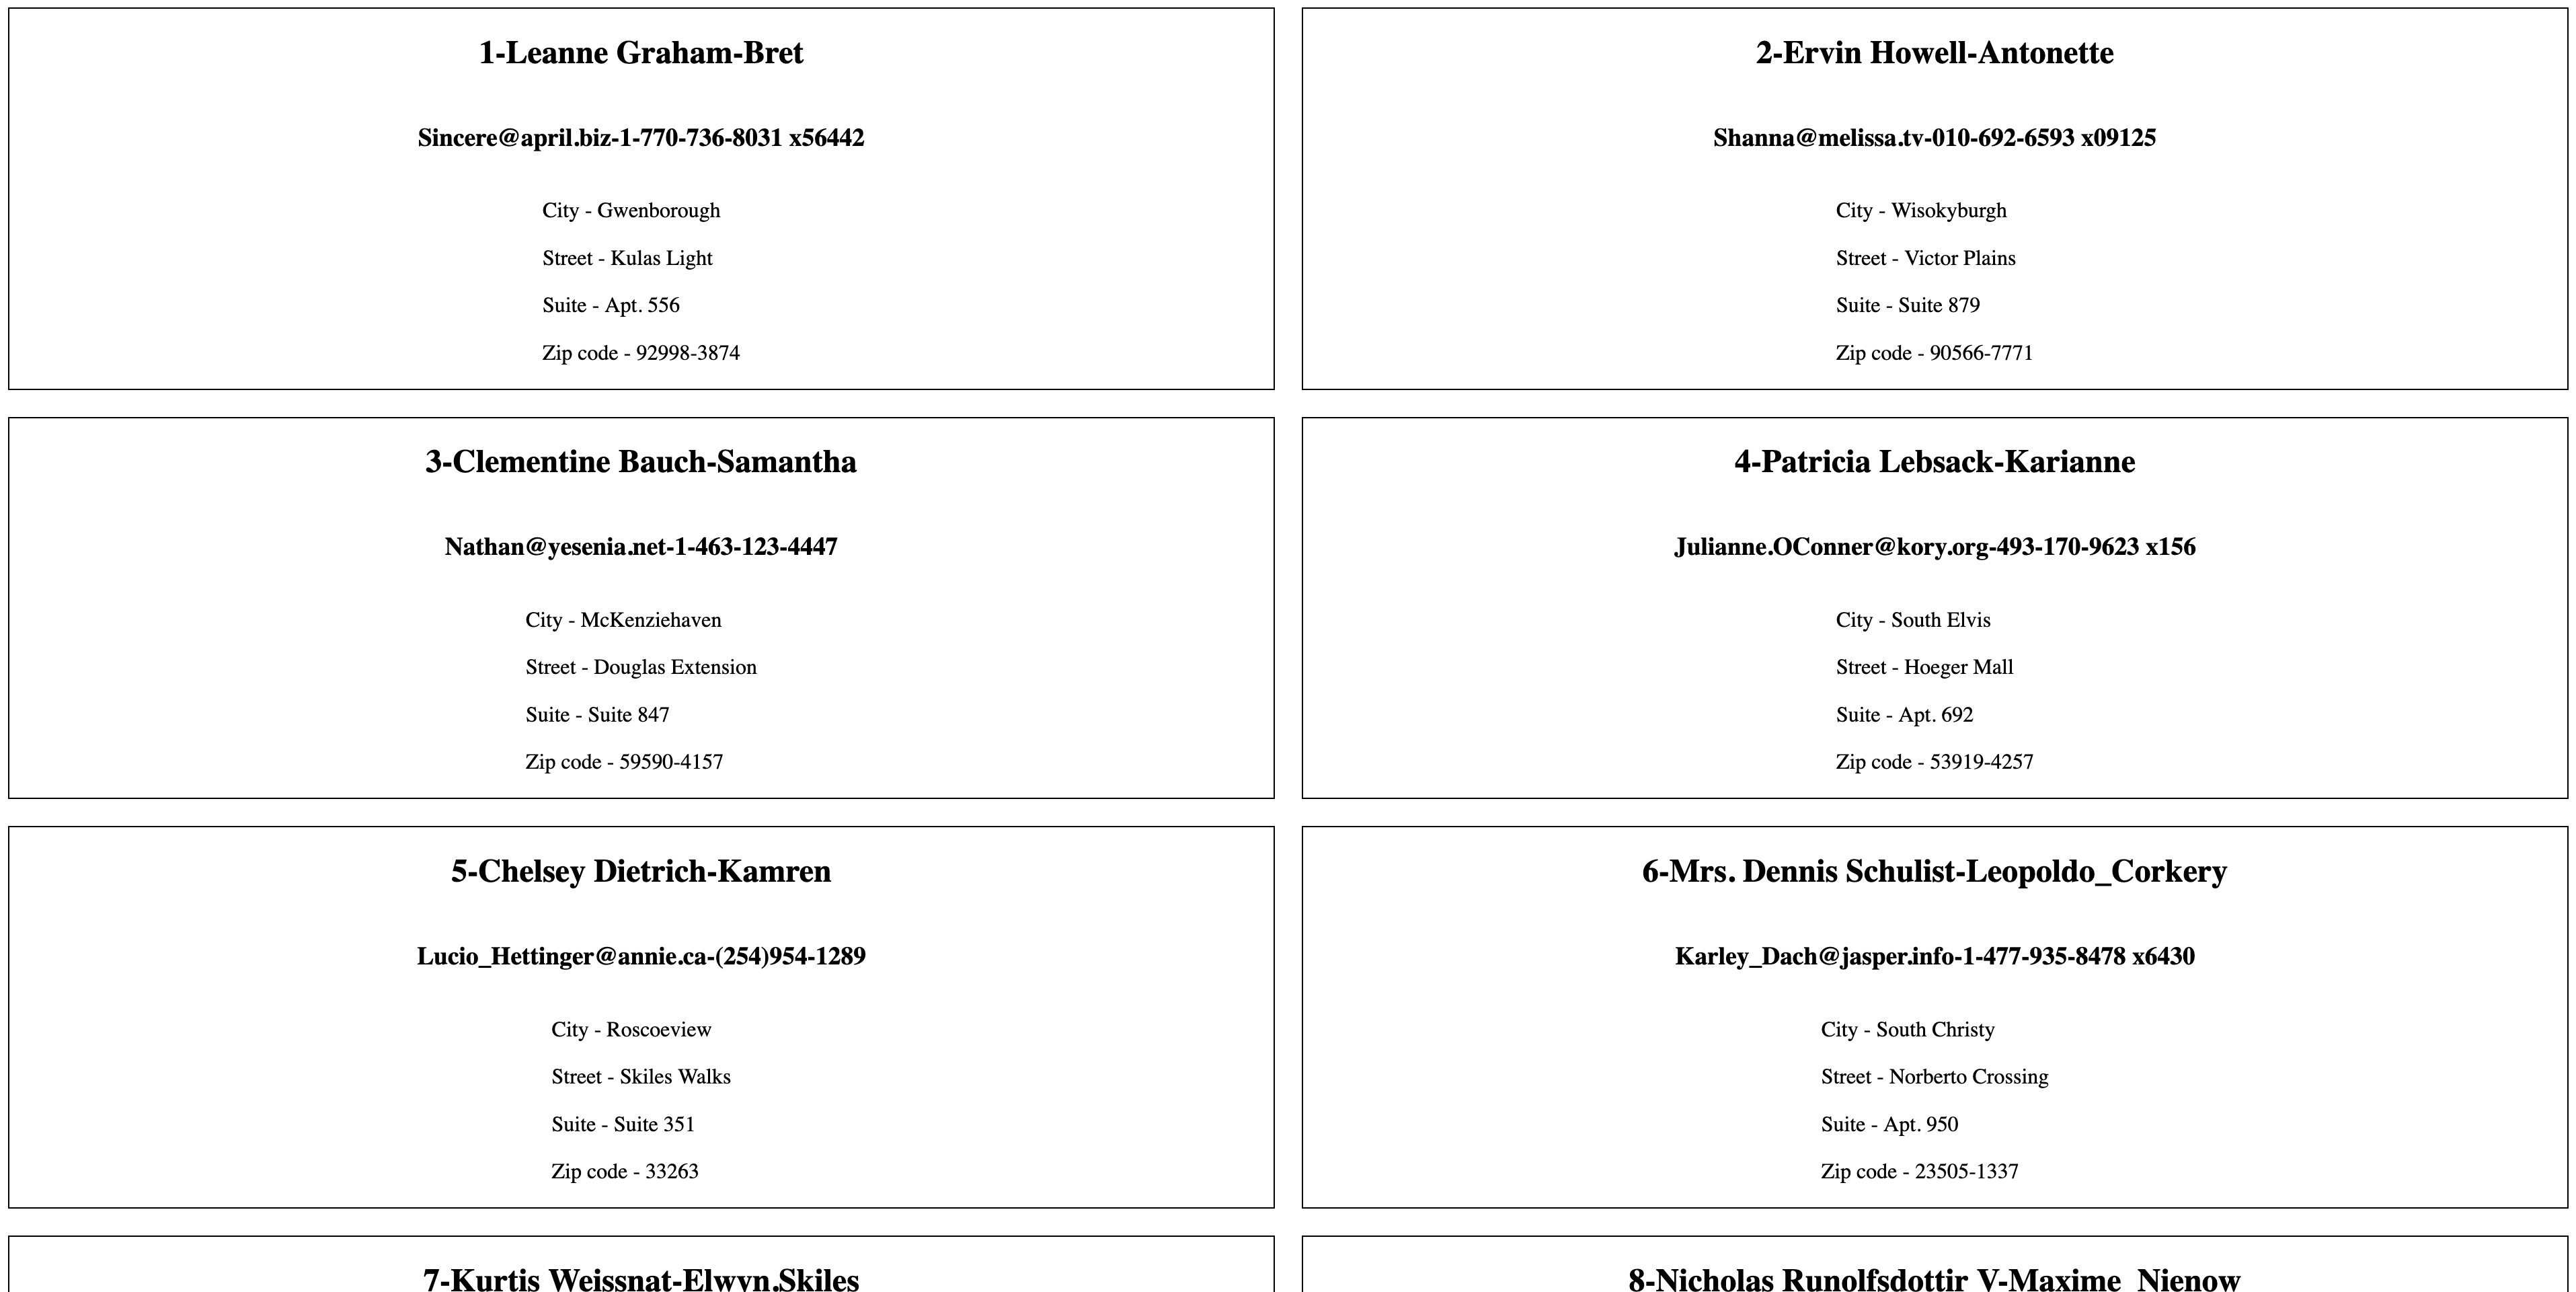 1-Leanne Graham-Bret
Sincere@april.biz-1-770-736-8031 x56442
City - Gwenborough
Street - Kulas Light
Suite - Apt. 556
Zip code - 92998-3874
2-Ervin Howell-Antonette
Shanna@melissa.tv-010-692-6593 x09125
City - Wisokyburgh
Street - Victor Plains
Suite - Suite 879
Zip code - 90566-7771
3-Clementine Bauch-Samantha
Nathan@yesenia.net-1-463-123-4447
City - McKenziehaven
Street - Douglas Extension
Suite - Suite 847
Zip code - 59590-4157
4-Patricia Lebsack-Karianne
Julianne.OConner@kory.org-493-170-9623 x156
City - South Elvis
Street - Hoeger Mall
Suite - Apt. 692
Zip code - 53919-4257
5-Chelsey Dietrich-Kamren
Lucio_Hettinger@annie.ca-(254)954-1289
City - Roscoeview
Street - Skiles Walks
Suite - Suite 351
Zip code - 33263
6-Mrs. Dennis Schulist-Leopoldo_Corkery
Karley_Dach@jasper.info-1-477-935-8478 x6430
City - South Christy
Street - Norberto Crossing
Suite - Apt. 950
Zip code - 23505-1337
7-Kurtis Weissnat-Elwyn.Skiles
8-Nicholas Runolfsdottir V-Maxime_Nienow